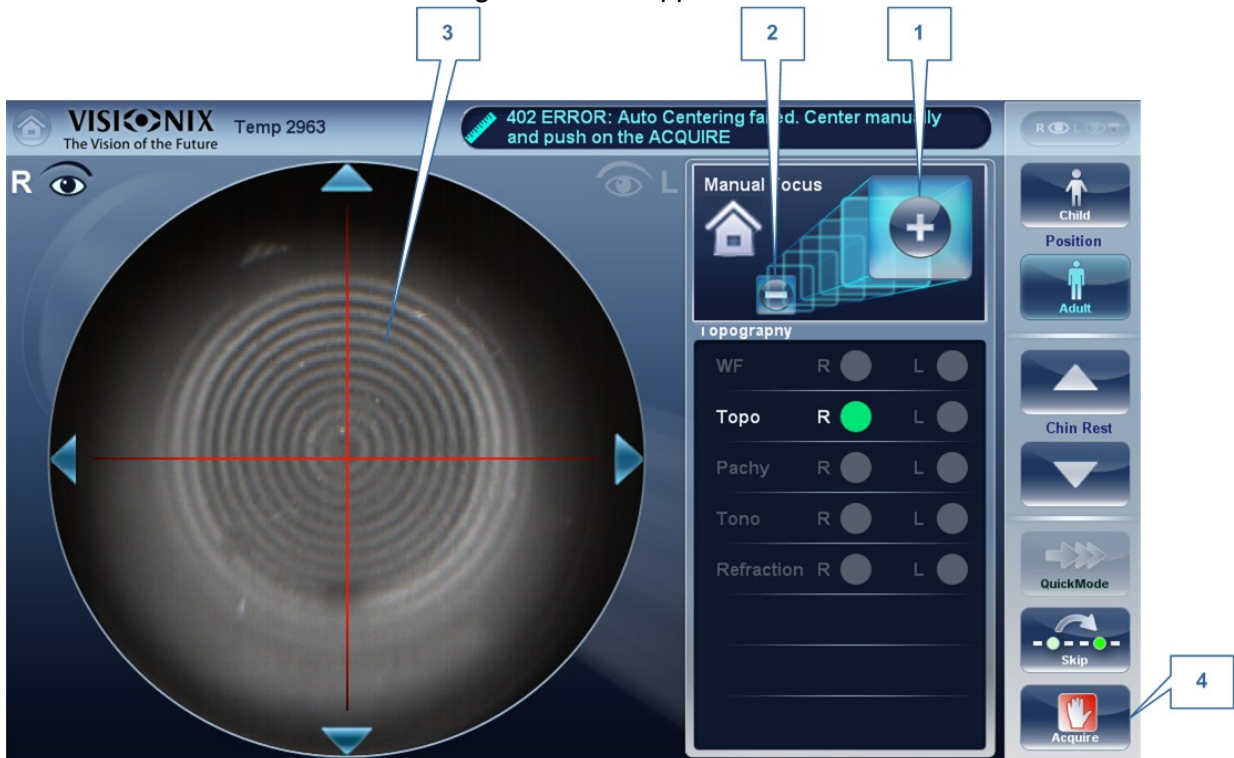 3 2 1
VISIONIX
The Vision of the Future
Temp 2963
402 ERROR: Auto Centering failed. Center manually
and push on the ACQUIRE
R L
R L
Manual Focus
Child
Position
Adult
Topography
WF R L
Topo R L
Pachy R L
Tono R L
Refraction R L
Chin Rest
QuickMode
Skip
4
Acquire